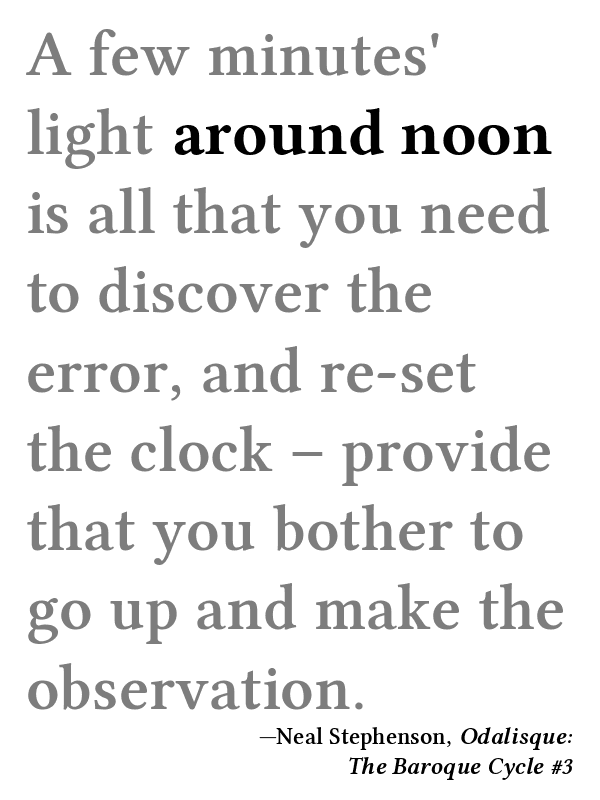 A few minutes'
light around noon
is all that you need
to discover the
error, and re-set
the clock – provide
that you bother to
go up and make the
observation.
—Neal Stephenson, Odalisque:
The Baroque Cycle #3